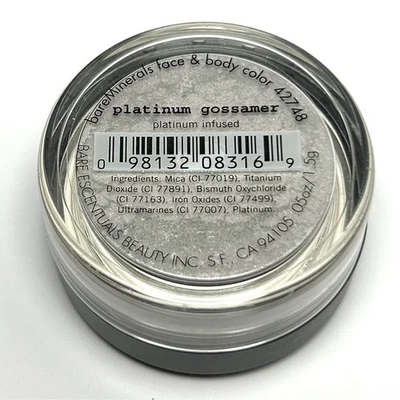 bareMinerals face & body color 42748
platinum gossamer
platinum infused
0 98132 08316 9
Ingredients: Mica (CI 77019), Titanium
Dioxide (CI 77891), Bismuth Oxychloride
(CI 77163), Iron Oxides (CI 77499),
Ultramarines (CI 77007), Platinum
BARE ESCENTUALS BEAUTY INC. S.F., CA 94105 .05oz/1.5g